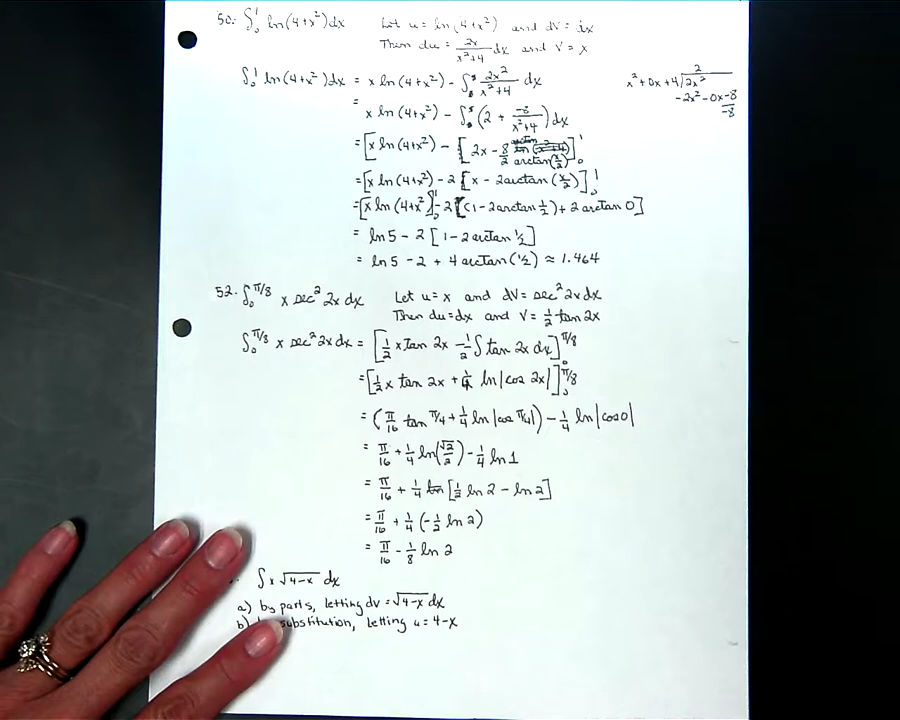 50. ∫₀¹ ln(4+x²)dx Let u = ln(4+x²) and dV = dx
Then du = 2x/(x²+4) dx and V = x
∫₀¹ ln(4+x²)dx = x ln(4+x²) - ∫₀¹ 2x²/(x²+4) dx
x² + 0x + 4 ) 2x² 2
-2x² -0x -8
-8
= x ln(4+x²) - ∫₀¹ (2 + -8/(x²+4)) dx
= [x ln(4+x²) - [2x - 8/2 arctan(x/2)]₀¹
= [x ln(4+x²) - 2[x - 2arctan(x/2)]]₀¹
= [x ln(4+x²)]₀¹ - 2[(1 - 2arctan 1/2) + 2 arctan 0]
= ln 5 - 2[1 - 2 arctan 1/2]
= ln 5 - 2 + 4 arctan(1/2) ≈ 1.464
52. ∫₀^π/8 x sec² 2x dx Let u = x and dV = sec² 2x dx
Then du = dx and V = 1/2 tan 2x
∫₀^π/8 x sec² 2x dx = [1/2 x tan 2x - 1/2 ∫ tan 2x dx]₀^π/8
= [1/2 x tan 2x + 1/4 ln|cos 2x|]₀^π/8
= (π/16 tan π/4 + 1/4 ln|cos π/4|) - 1/4 ln|cos 0|
= π/16 + 1/4 ln(√2/2) - 1/4 ln 1
= π/16 + 1/4 [1/2 ln 2 - ln 2]
= π/16 + 1/4 (-1/2 ln 2)
= π/16 - 1/8 ln 2
∫ x √(4-x) dx
a) by parts, letting dV = √(4-x) dx
b) substitution, letting u = 4-x